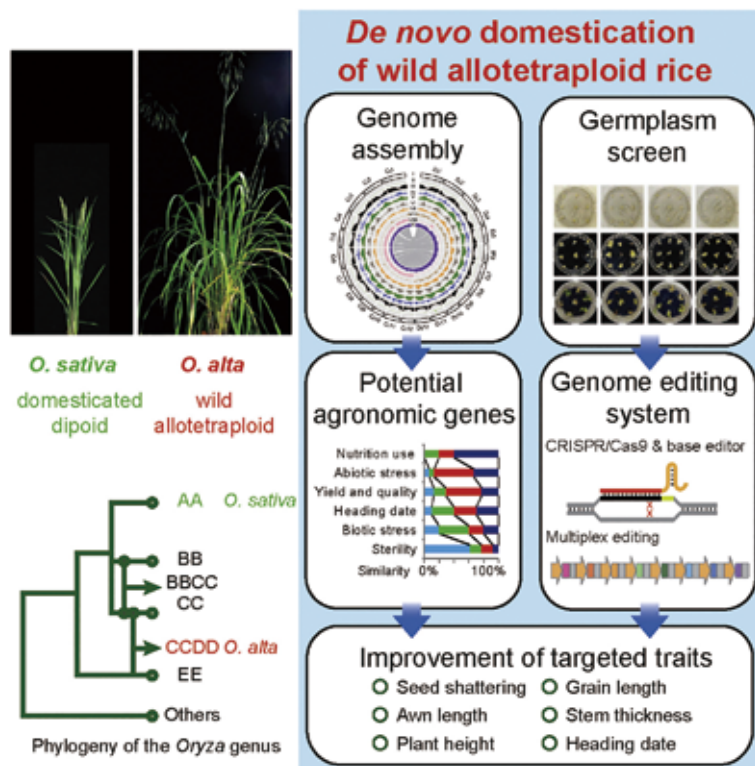 De novo domestication
of wild allotetraploid rice
O. sativa
domesticated
dipoid
O. alta
wild
allotetraploid
AA O. sativa
BB
BBCC
CC
CCDD O. alta
EE
Others
Phylogeny of the Oryza genus
Genome
assembly
Germplasm
screen
Potential
agronomic genes
Nutrition use
Abiotic stress
Yield and quality
Heading date
Biotic stress
Sterility
Similarity 0% 100%
Genome editing
system
CRISPR/Cas9 & base editor
Multiplex editing
Improvement of targeted traits
Seed shattering
Grain length
Awn length
Stem thickness
Plant height
Heading date